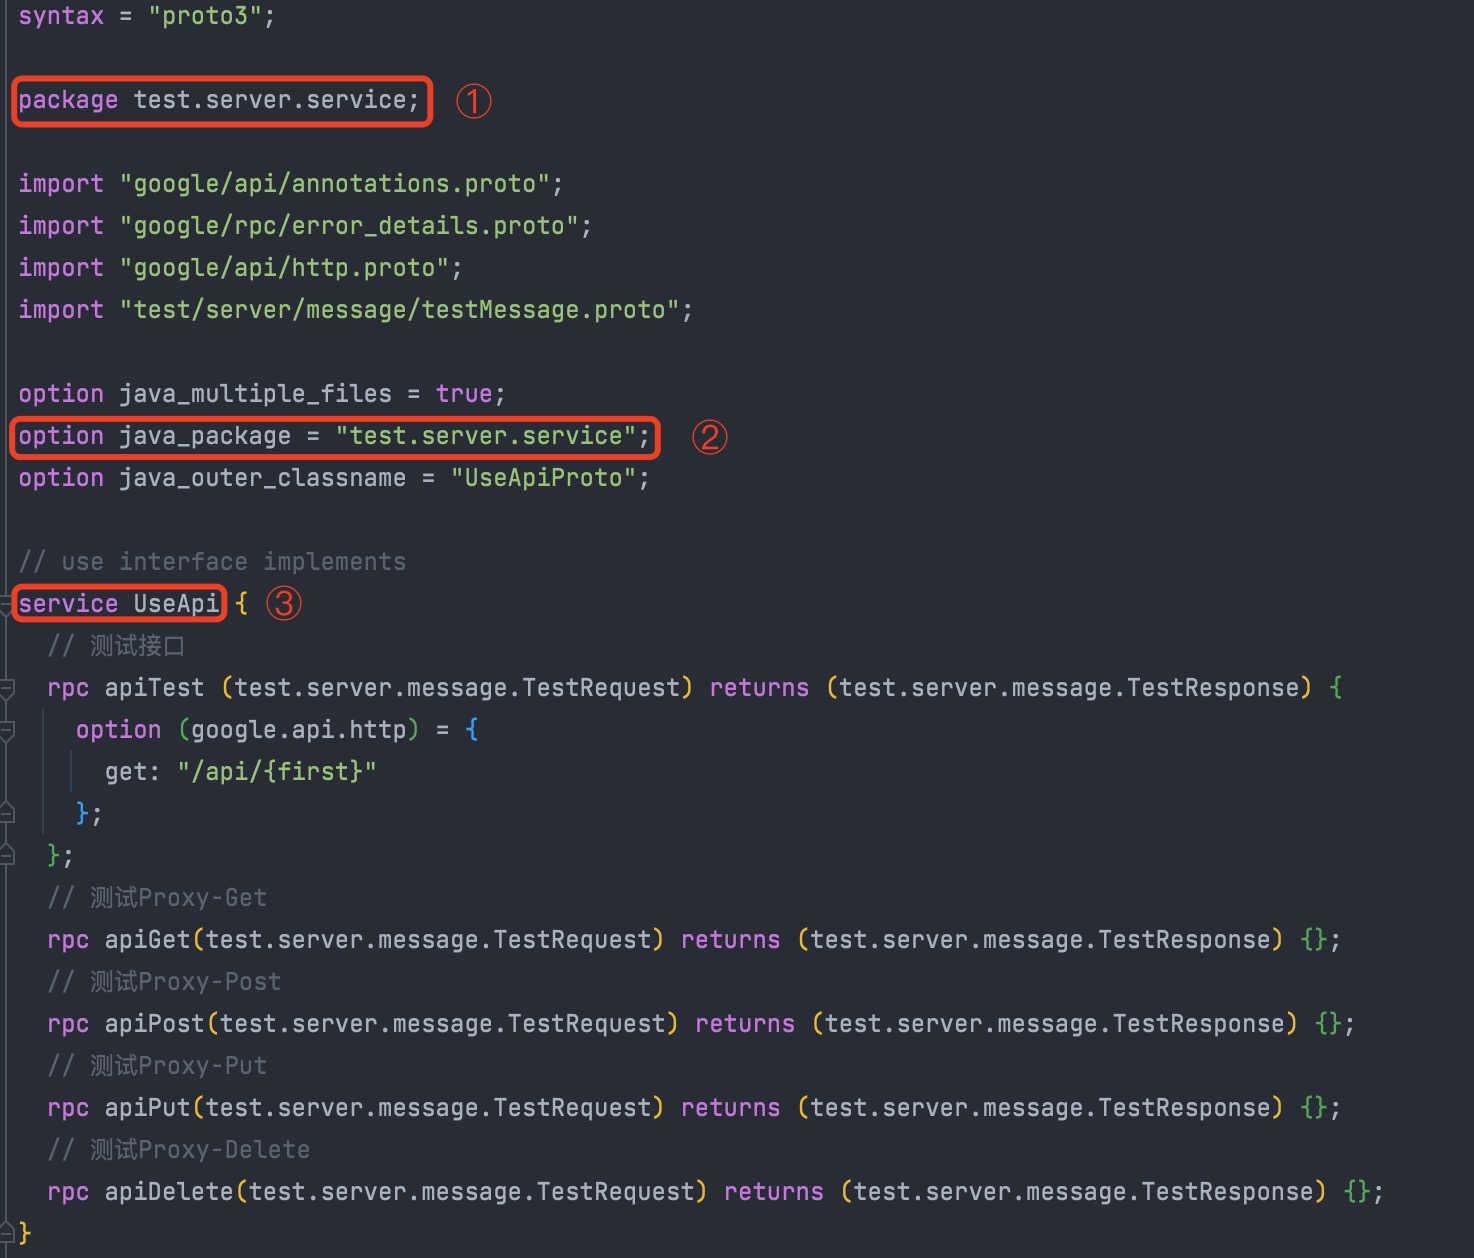 syntax = "proto3";
package test.server.service; ①
import "google/api/annotations.proto";
import "google/rpc/error_details.proto";
import "google/api/http.proto";
import "test/server/message/testMessage.proto";
option java_multiple_files = true;
option java_package = "test.server.service"; ②
option java_outer_classname = "UseApiProto";
// use interface implements
service UseApi { ③
// 测试接口
rpc apiTest (test.server.message.TestRequest) returns (test.server.message.TestResponse) {
option (google.api.http) = {
get: "/api/{first}"
};
};
// 测试Proxy-Get
rpc apiGet(test.server.message.TestRequest) returns (test.server.message.TestResponse) {};
// 测试Proxy-Post
rpc apiPost(test.server.message.TestRequest) returns (test.server.message.TestResponse) {};
// 测试Proxy-Put
rpc apiPut(test.server.message.TestRequest) returns (test.server.message.TestResponse) {};
// 测试Proxy-Delete
rpc apiDelete(test.server.message.TestRequest) returns (test.server.message.TestResponse) {};
}